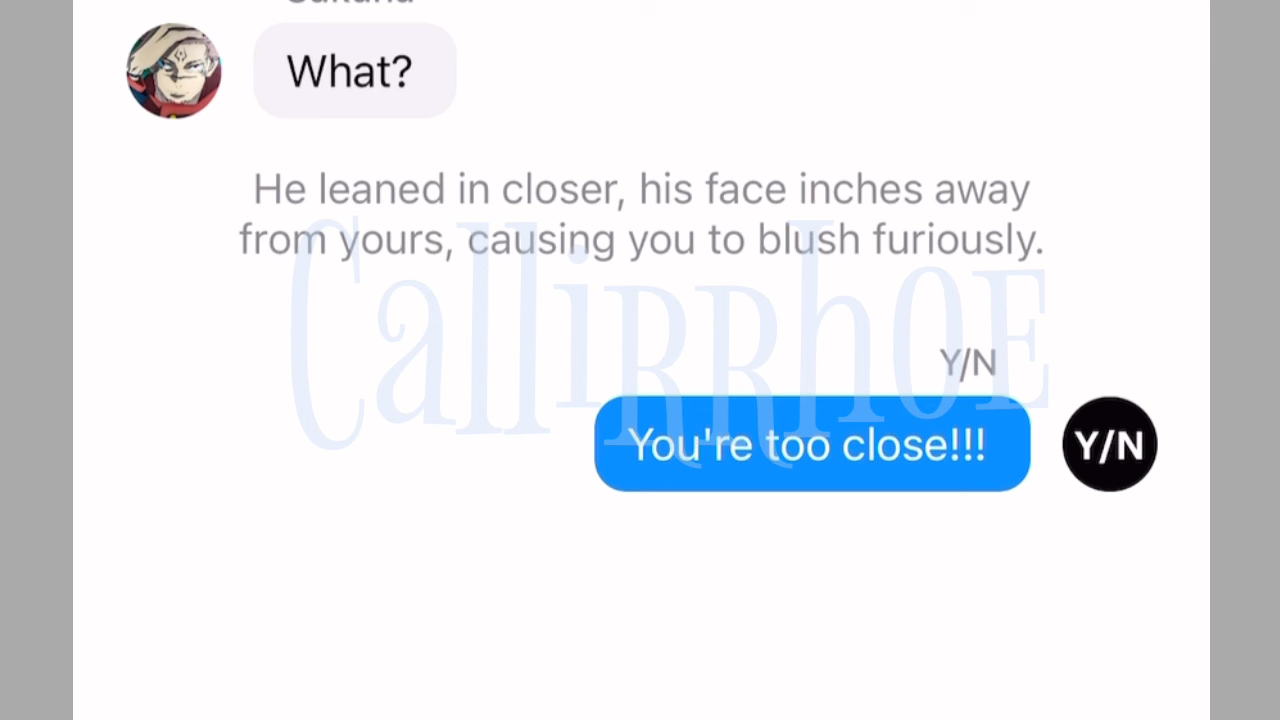 Sukuna
What?
He leaned in closer, his face inches away
from yours, causing you to blush furiously.
CallirrhoE
Y/N
You're too close!!!
Y/N